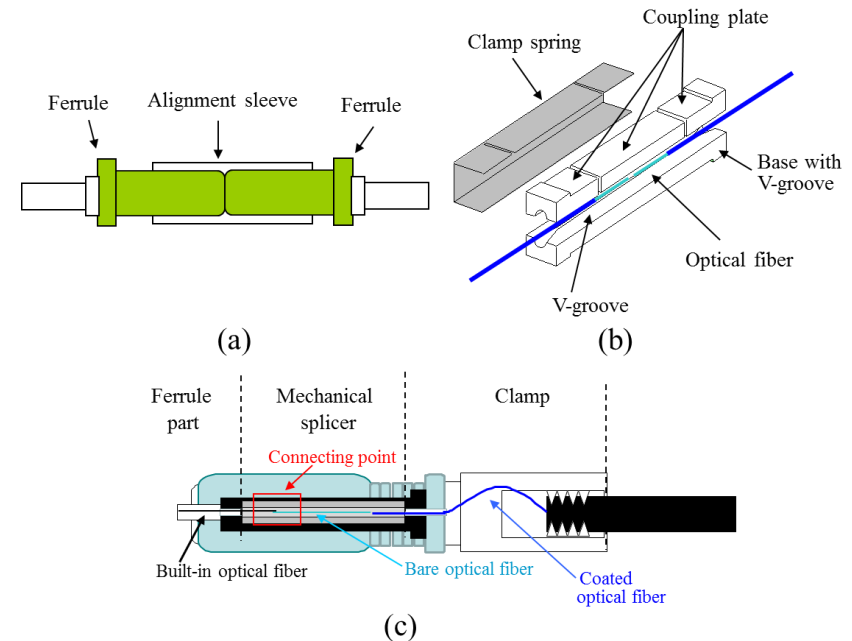 Ferrule
Alignment sleeve
Ferrule
(a)
Coupling plate
Clamp spring
Base with
V-groove
Optical fiber
V-groove
(b)
Ferrule
part
Mechanical
splicer
Clamp
Connecting point
Built-in optical fiber
Bare optical fiber
Coated
optical fiber
(c)